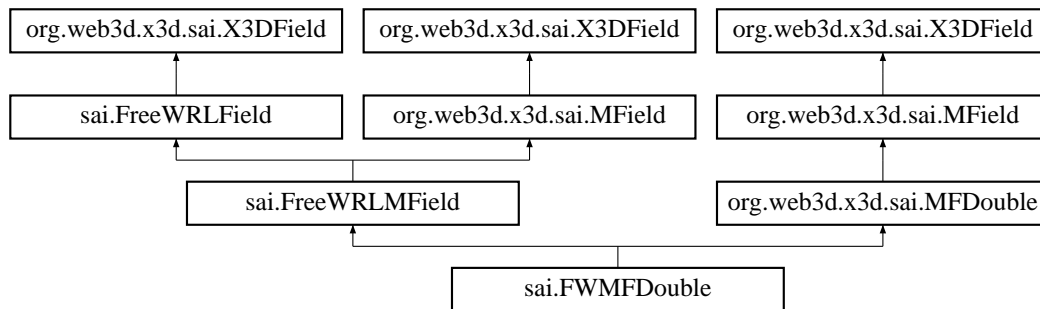 org.web3d.x3d.sai.X3DField
org.web3d.x3d.sai.X3DField
org.web3d.x3d.sai.X3DField
sai.FreeWRLField
org.web3d.x3d.sai.MField
org.web3d.x3d.sai.MField
sai.FreeWRLMField
org.web3d.x3d.sai.MFDouble
sai.FWMFDouble